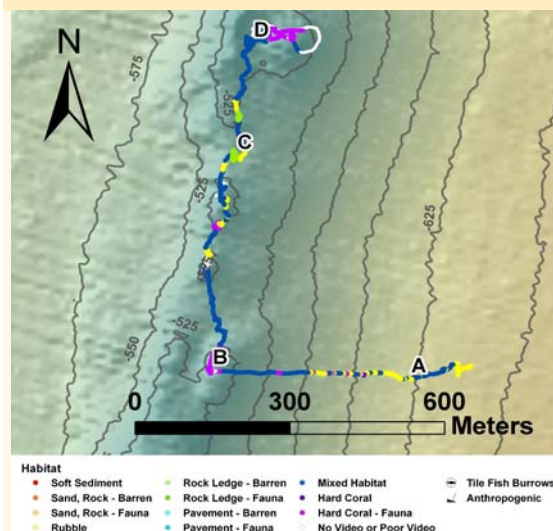 N
D
-575
-525
C
-525
-625
-525
-525
-550
B
A
0 300 600
Meters
Habitat
Soft Sediment Rock Ledge - Barren Mixed Habitat Tile Fish Burrows
Sand, Rock - Barren Rock Ledge - Fauna Hard Coral Anthropogenic
Sand, Rock - Fauna Pavement - Barren Hard Coral - Fauna
Rubble Pavement - Fauna No Video or Poor Video